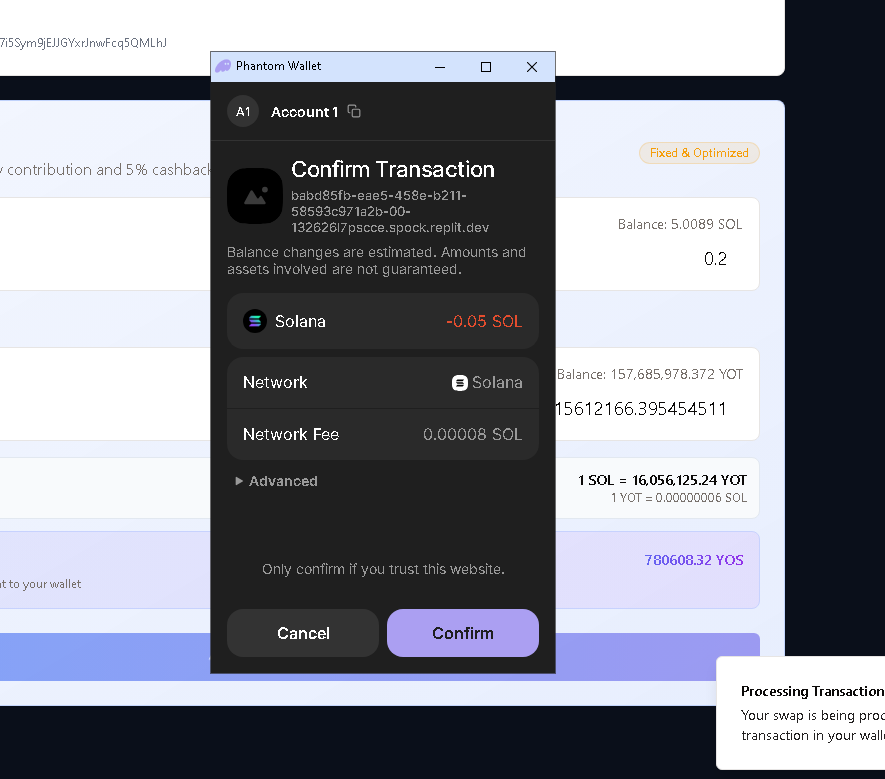 7i5Sym9jEJJGYxrJnwFcq5QMLhJ
Phantom Wallet
A1 Account 1
Confirm Transaction
babd85fb-eae5-458e-b211-
58593c971a2b-00-
132626l7pscce.spock.replit.dev
Balance changes are estimated. Amounts and
assets involved are not guaranteed.
Solana -0.05 SOL
Network Solana
Network Fee 0.00008 SOL
Advanced
Only confirm if you trust this website.
Cancel Confirm
y contribution and 5% cashback
Fixed & Optimized
Balance: 5.0089 SOL
0.2
Balance: 157,685,978.372 YOT
15612166.395454511
1 SOL = 16,056,125.24 YOT
1 YOT = 0.00000006 SOL
780608.32 YOS
nt to your wallet
Processing Transaction
Your swap is being proc
transaction in your walle